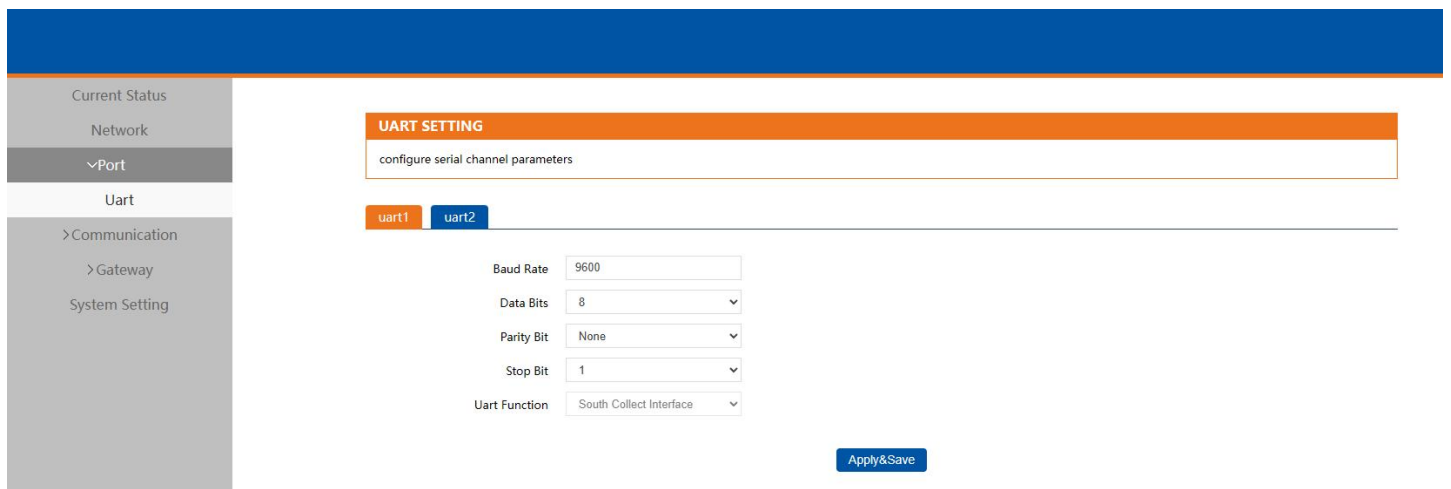 Current Status
Network
Port
Uart
Communication
Gateway
System Setting
UART SETTING
configure serial channel parameters
uart1 uart2
Baud Rate 9600
Data Bits 8
Parity Bit None
Stop Bit 1
Uart Function South Collect Interface
Apply&Save